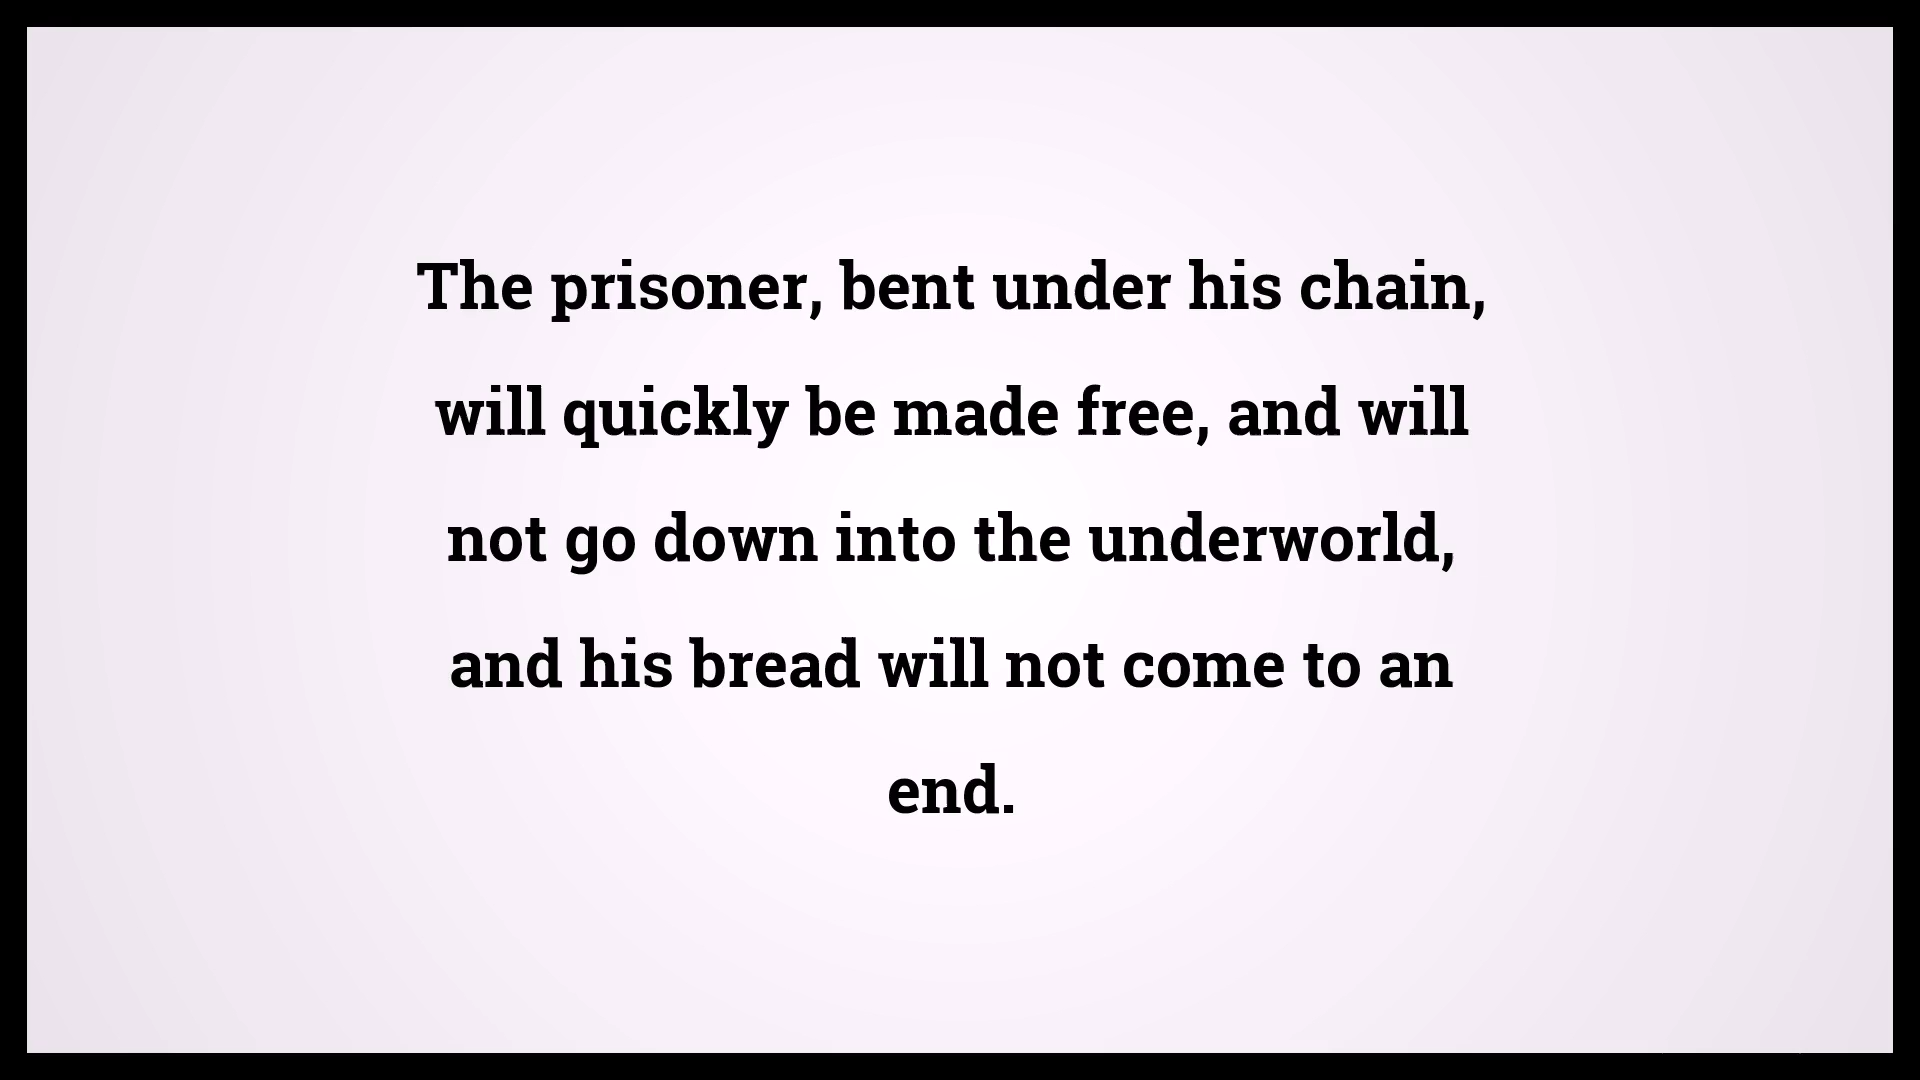 The prisoner, bent under his chain,
will quickly be made free, and will
not go down into the underworld,
and his bread will not come to an
end.